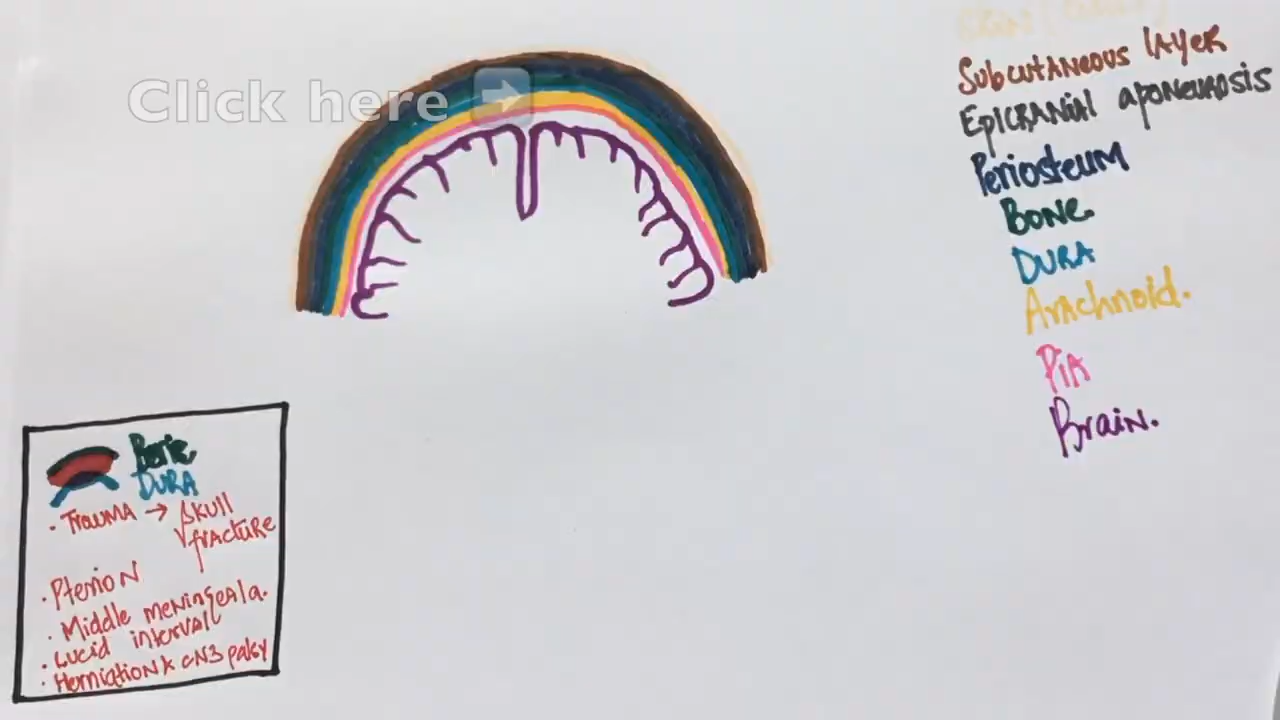 Click here
Subcutaneous layer
Epicranial aponeurosis
Periosteum
Bone
Dura
Arachnoid.
Pia
Brain.
Bone
Dura
· Trauma → skull
fracture
· Pterion
· Middle meningeal a.
· Lucid interval
· Herniation & CN3 palsy